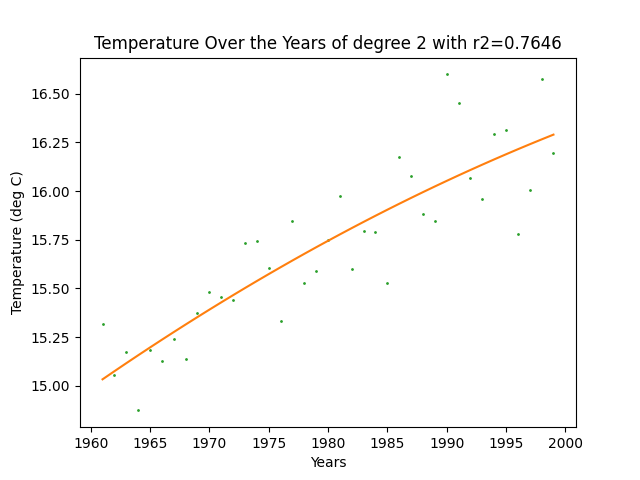 Temperature Over the Years of degree 2 with r2=0.7646
Temperature (deg C)
16.50
16.25
16.00
15.75
15.50
15.25
15.00
1960 1965 1970 1975 1980 1985 1990 1995 2000
Years